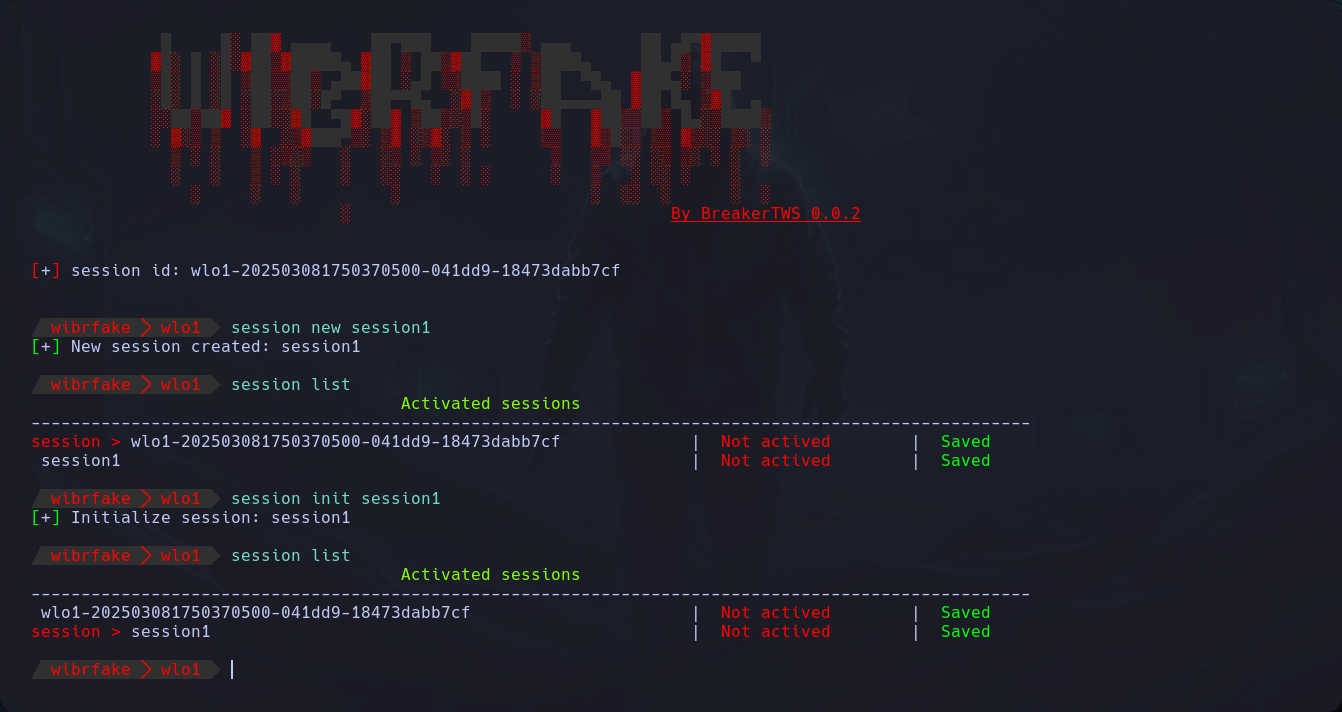 WIBRFAKE
By BreakerTWS 0.0.2
[+] session id: wlo1-202503081750370500-041dd9-18473dabb7cf
wibrfake > wlo1 session new session1
[+] New session created: session1
wibrfake > wlo1 session list
Activated sessions
----------------------------------------------------------------------------------------------------
session > wlo1-202503081750370500-041dd9-18473dabb7cf | Not actived | Saved
session1 | Not actived | Saved
wibrfake > wlo1 session init session1
[+] Initialize session: session1
wibrfake > wlo1 session list
Activated sessions
----------------------------------------------------------------------------------------------------
wlo1-202503081750370500-041dd9-18473dabb7cf | Not actived | Saved
session > session1 | Not actived | Saved
wibrfake > wlo1